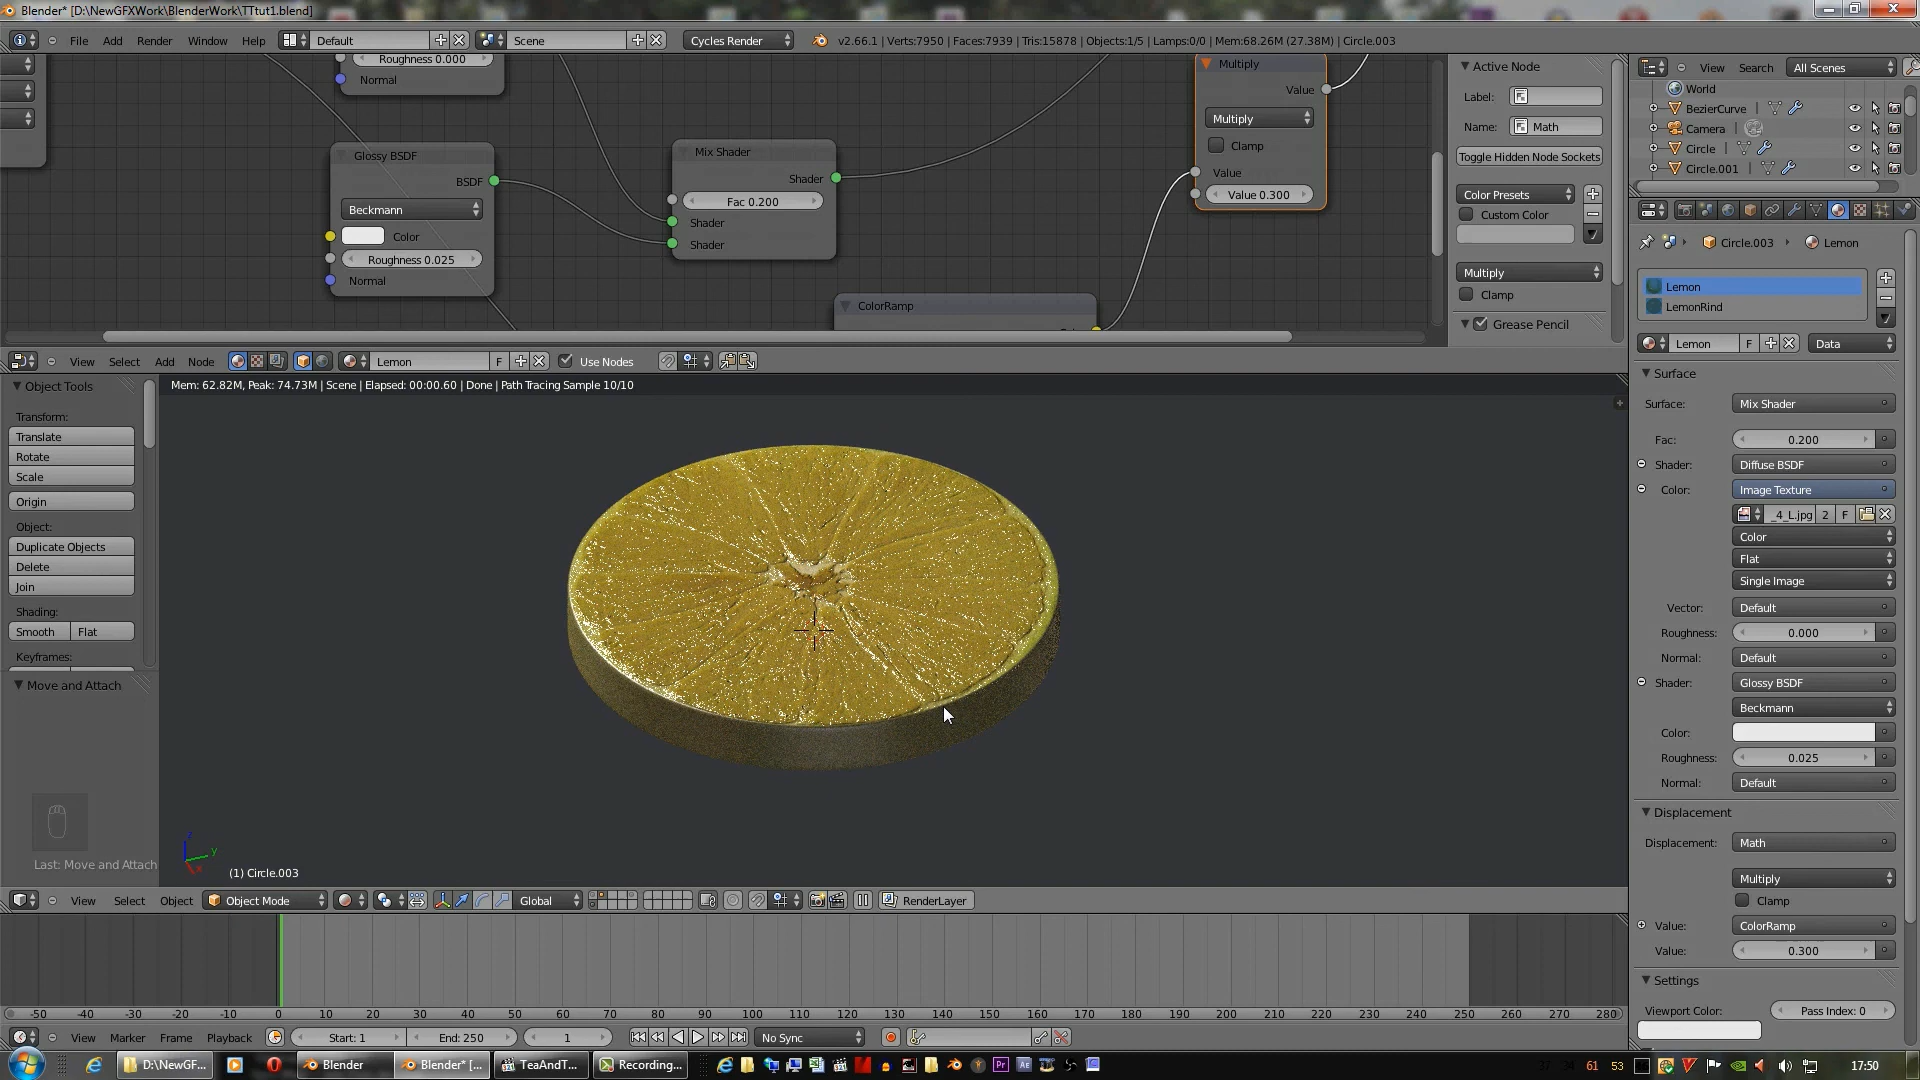 Blender* [D:\NewGFXWork\BlenderWork\TTtut1.blend]
File Add Render Window Help Default Scene Cycles Render v2.66.1 | Verts:7950 | Faces:7939 | Tris:15878 | Objects:1/5 | Lamps:0/0 | Mem:68.26M (27.38M) | Circle.003
Roughness 0.000
Normal
Glossy BSDF
BSDF
Beckmann
Color
Roughness 0.025
Normal
Mix Shader
Shader
Fac 0.200
Shader
Shader
Multiply
Value
Multiply
Clamp
Value
Value 0.300
ColorRamp
Active Node
Label:
Name: Math
Toggle Hidden Node Sockets
Color Presets
Custom Color
Multiply
Clamp
Grease Pencil
View Search All Scenes
World
BezierCurve
Camera
Circle
Circle.001
Circle.003 Lemon
Lemon
LemonRind
Lemon F Data
Surface
Surface: Mix Shader
Fac: 0.200
Shader: Diffuse BSDF
Color: Image Texture
_4_L.jpg 2 F
Color
Flat
Single Image
Vector: Default
Roughness: 0.000
Normal: Default
Shader: Glossy BSDF
Beckmann
Color:
Roughness: 0.025
Normal: Default
Displacement
Displacement: Math
Multiply
Clamp
Value: ColorRamp
Value: 0.300
Settings
Viewport Color: Pass Index: 0
View Select Add Node Lemon F Use Nodes
Object Tools
Transform:
Translate
Rotate
Scale
Origin
Object:
Duplicate Objects
Delete
Join
Shading:
Smooth Flat
Keyframes:
Move and Attach
Last: Move and Attach
Mem: 62.82M, Peak: 74.73M | Scene | Elapsed: 00:00.60 | Done | Path Tracing Sample 10/10
z
y
x
(1) Circle.003
View Select Object Object Mode Global RenderLayer
-50 -40 -30 -20 -10 0 10 20 30 40 50 60 70 80 90 100 110 120 130 140 150 160 170 180 190 200 210 220 230 240 250 260 270 280
View Marker Frame Playback Start: 1 End: 250 1 No Sync
D:\NewGF... Blender Blender* [... TeaAndT... Recording... Pr AE 61 53 17:50